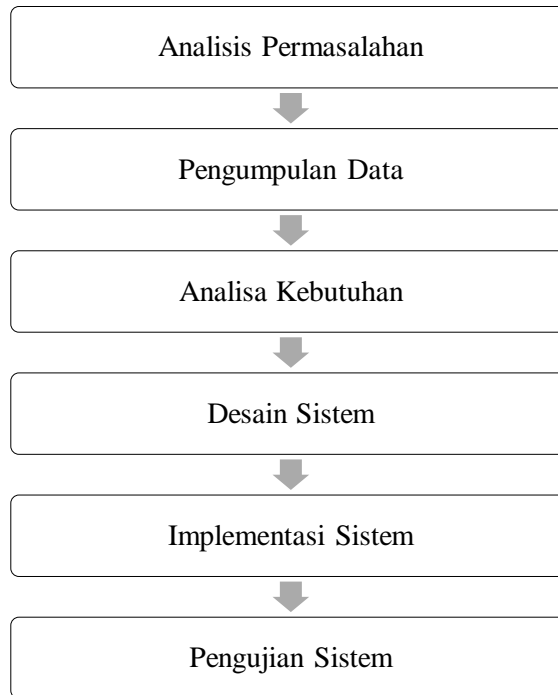 Analisis Permasalahan
Pengumpulan Data
Analisa Kebutuhan
Desain Sistem
Implementasi Sistem
Pengujian Sistem